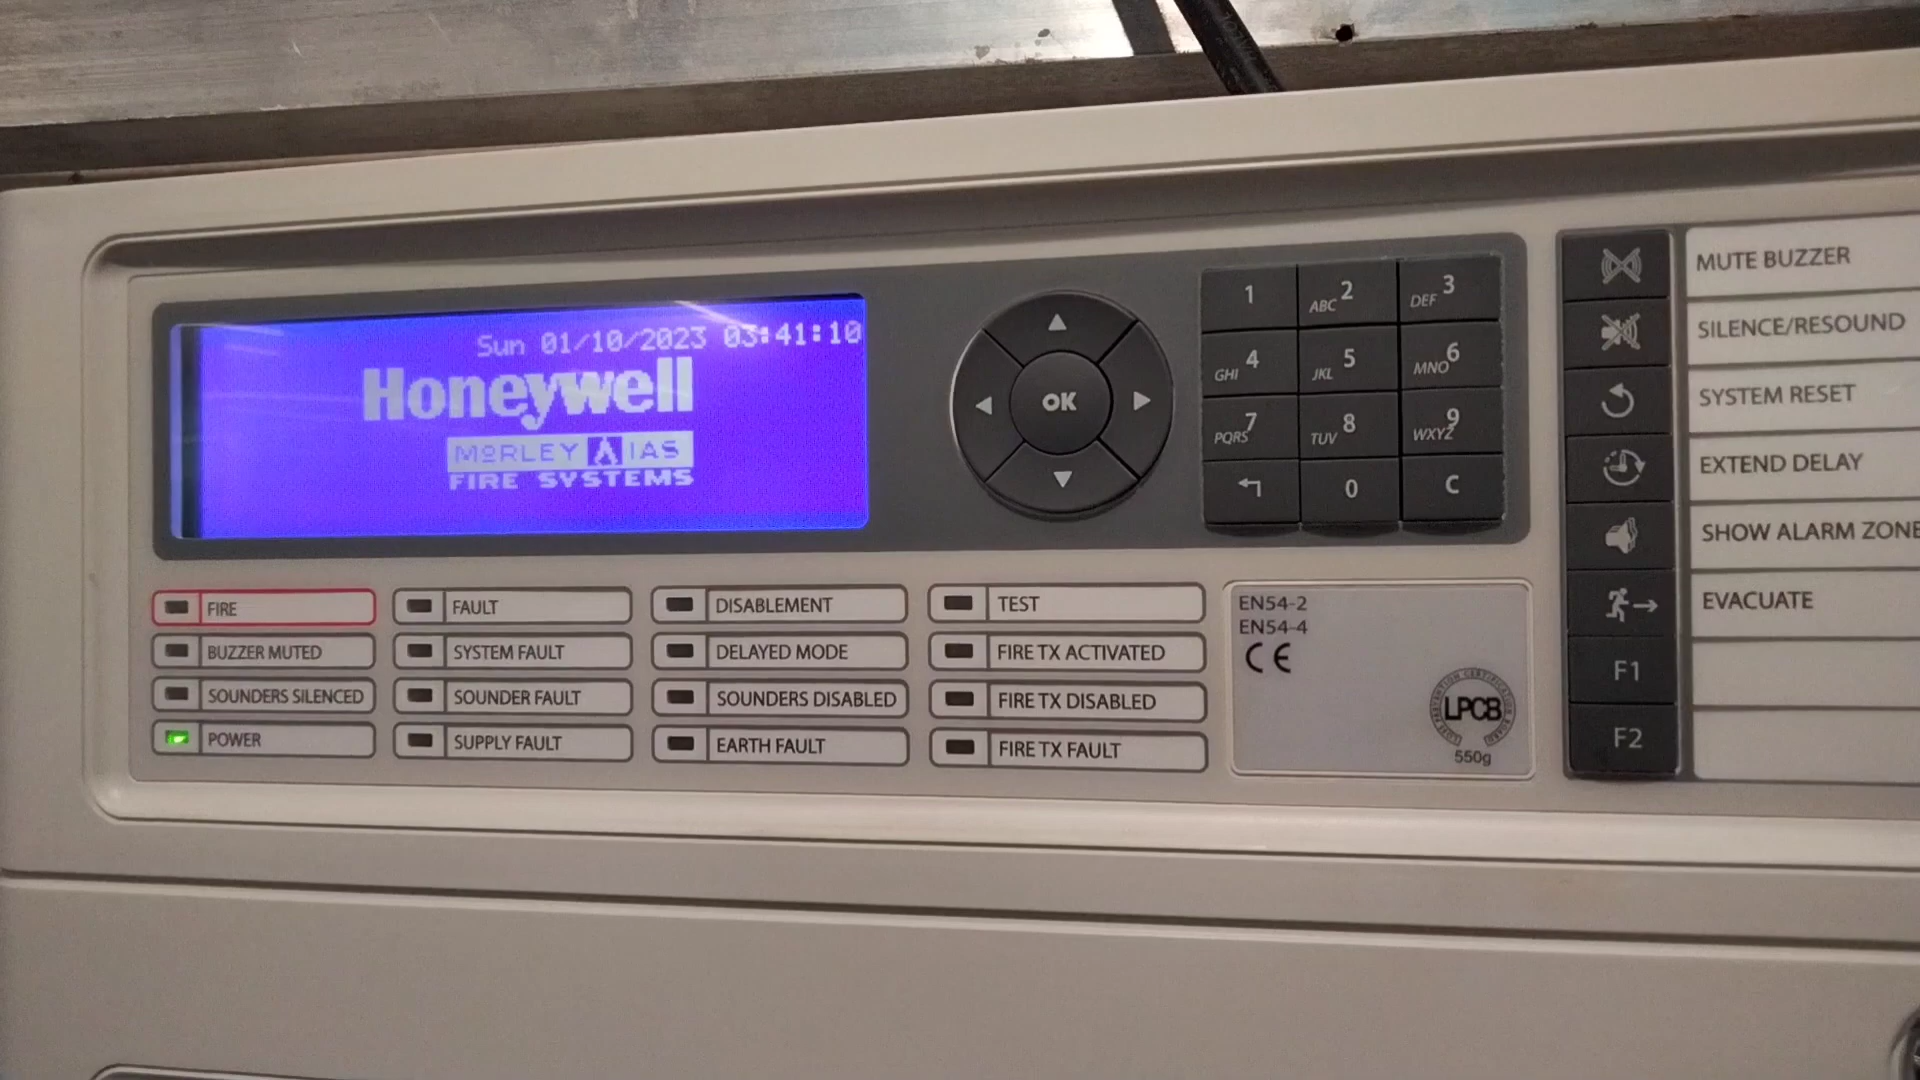 Sun 01/10/2023 03:41:10
Honeywell
MORLEY IAS
FIRE SYSTEMS
OK
1
ABC 2
DEF 3
GHI 4
JKL 5
MNO 6
PQRS 7
TUV 8
WXYZ 9
0
C
MUTE BUZZER
SILENCE/RESOUND
SYSTEM RESET
EXTEND DELAY
SHOW ALARM ZONE
EVACUATE
F1
F2
FIRE
BUZZER MUTED
SOUNDERS SILENCED
POWER
FAULT
SYSTEM FAULT
SOUNDER FAULT
SUPPLY FAULT
DISABLEMENT
DELAYED MODE
SOUNDERS DISABLED
EARTH FAULT
TEST
FIRE TX ACTIVATED
FIRE TX DISABLED
FIRE TX FAULT
EN54-2
EN54-4
CE
LPCB
550g